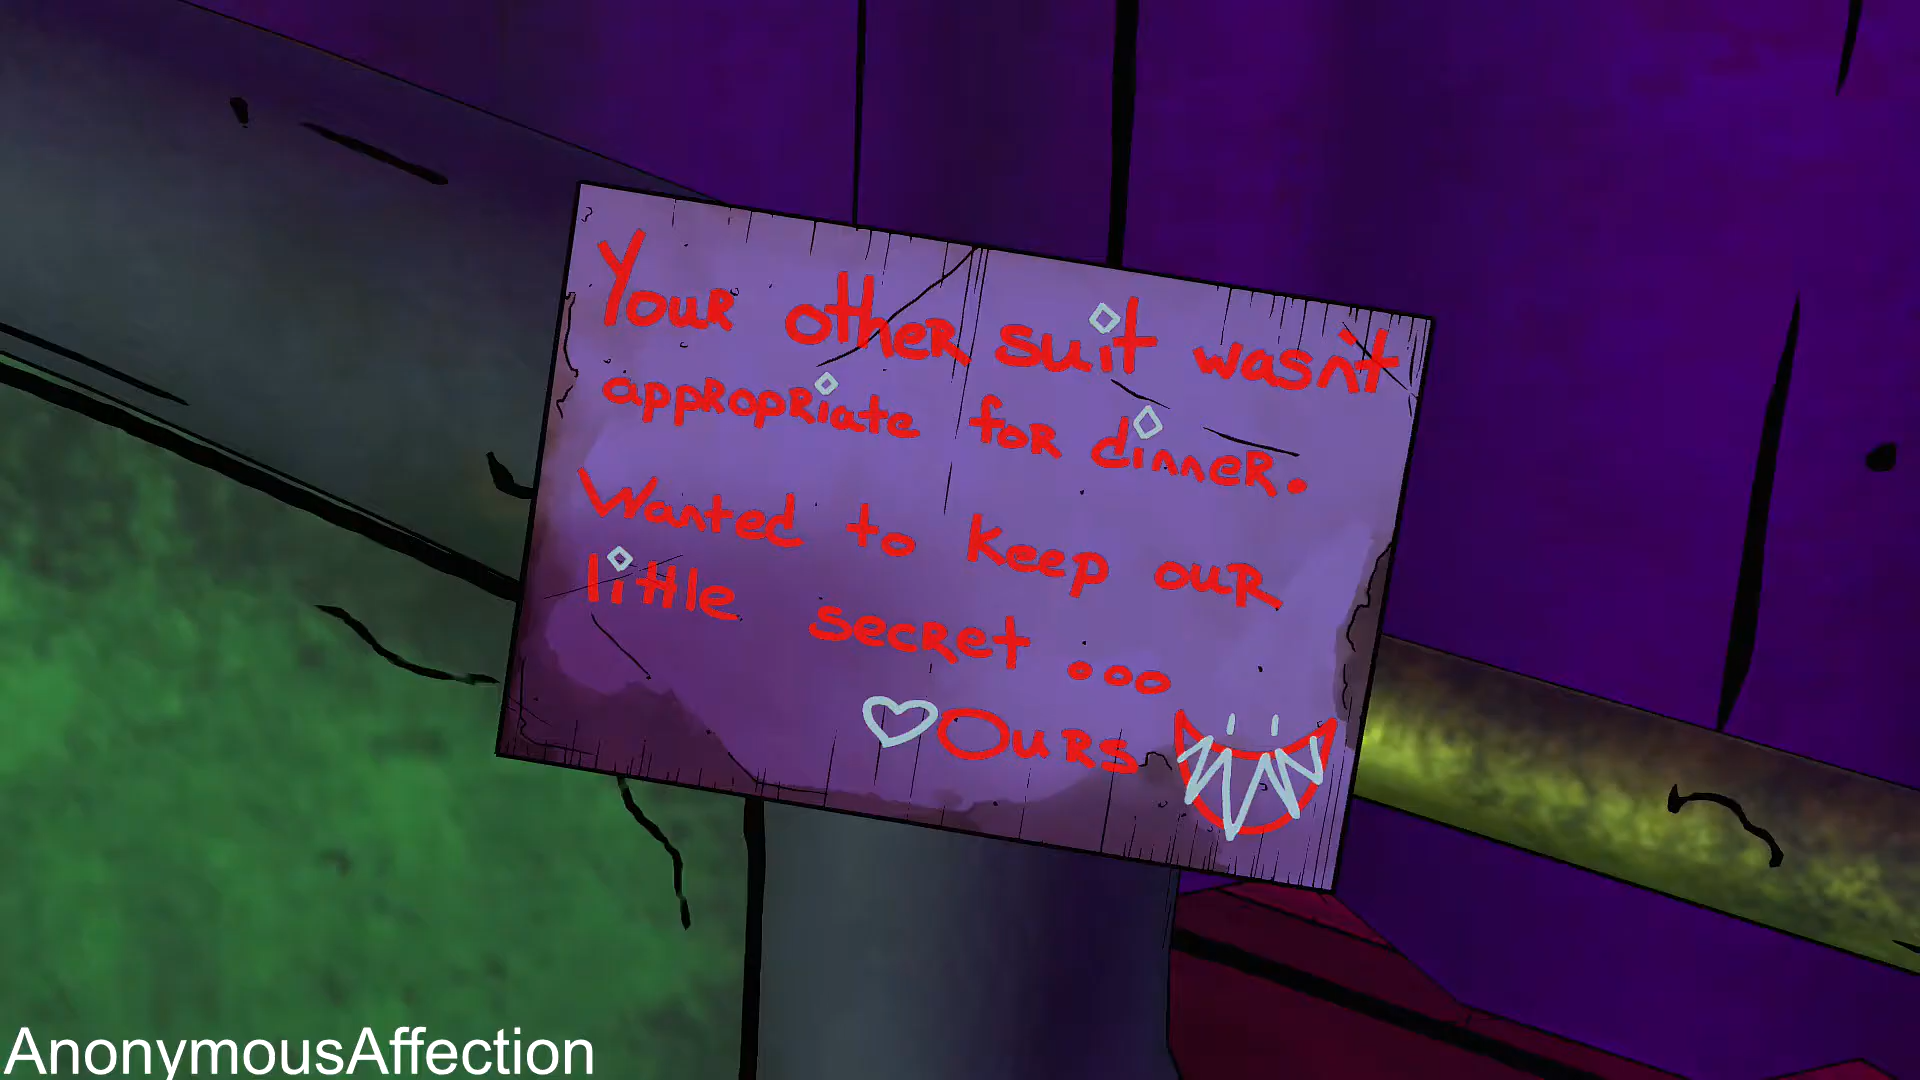 Your other suit wasn't
appropriate for dinner.
Wanted to keep our
little secret ...
♡Ours
AnonymousAffection